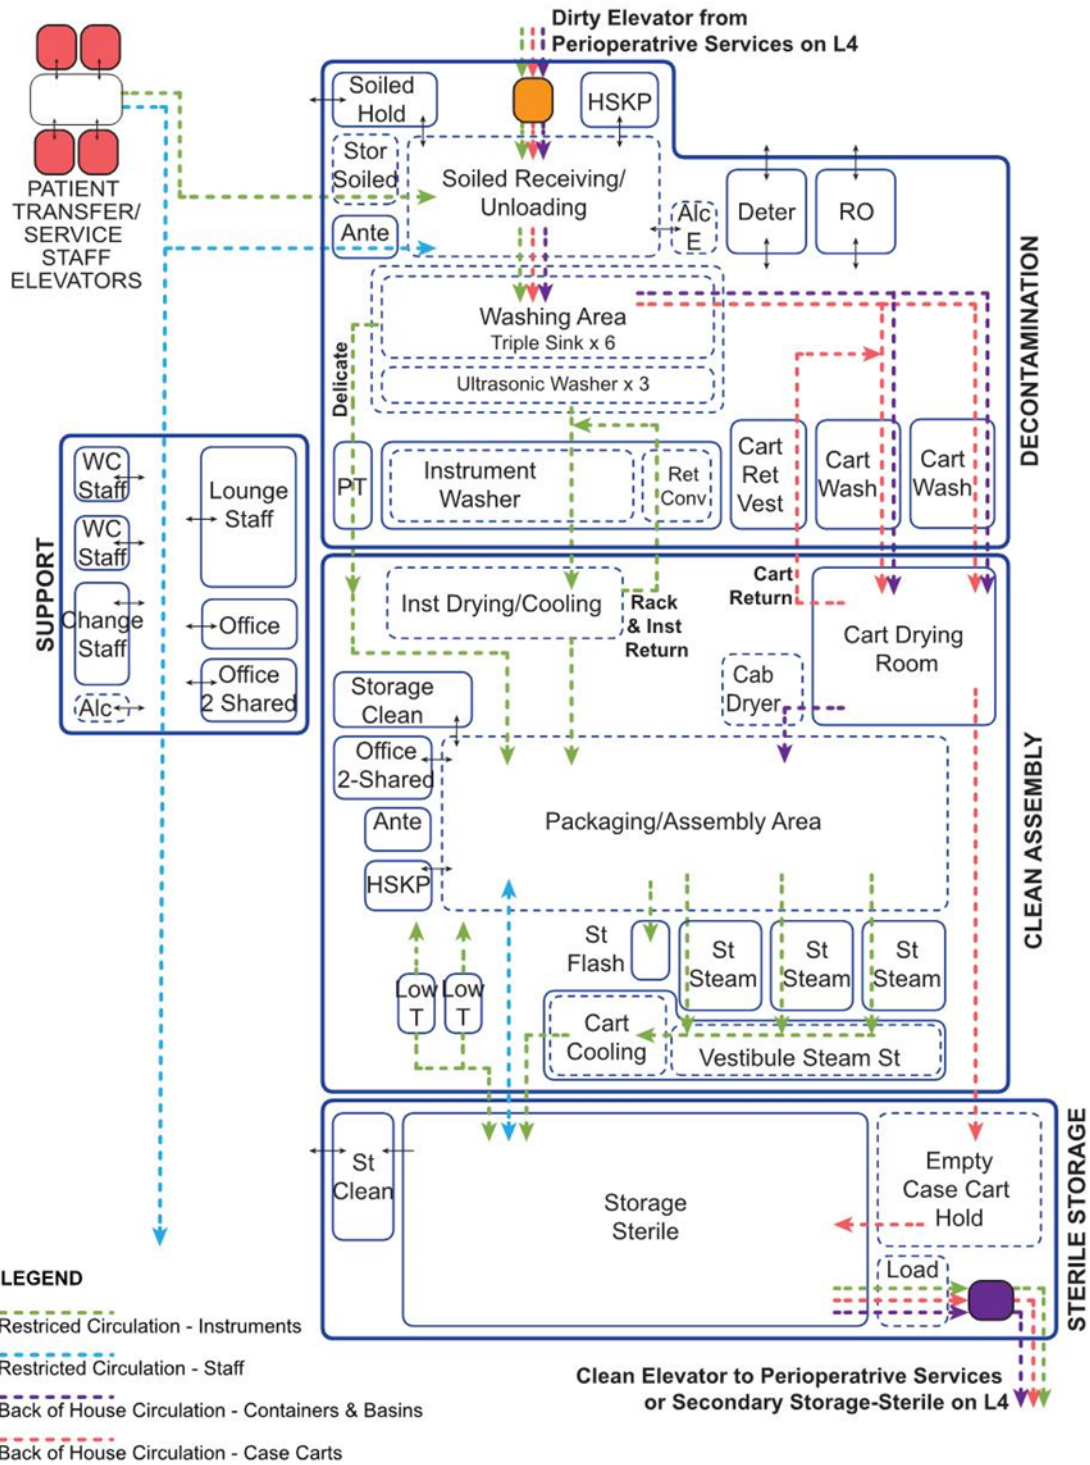 Dirty Elevator from
Perioperatrive Services on L4
PATIENT
TRANSFER/
SERVICE
STAFF
ELEVATORS
Soiled
Hold
HSKP
Stor
Soiled
Soiled Receiving/
Unloading
Ante
Alc
E
Deter
RO
DECONTAMINATION
Washing Area
Triple Sink x 6
Ultrasonic Washer x 3
Delicate
PT
Instrument
Washer
Ret
Conv
Cart
Ret
Vest
Cart
Wash
Cart
Wash
SUPPORT
WC
Staff
WC
Staff
Change
Staff
Alc
Lounge
Staff
Office
Office
2 Shared
Inst Drying/Cooling
Rack
& Inst
Return
Cart
Return
Cart Drying
Room
Cab
Dryer
Storage
Clean
Office
2-Shared
Ante
HSKP
Packaging/Assembly Area
CLEAN ASSEMBLY
Low
T
Low
T
St
Flash
St
Steam
St
Steam
St
Steam
Cart
Cooling
Vestibule Steam St
St
Clean
Storage
Sterile
Empty
Case Cart
Hold
Load
STERILE STORAGE
Clean Elevator to Perioperatrive Services
or Secondary Storage-Sterile on L4
LEGEND
Restriced Circulation - Instruments
Restricted Circulation - Staff
Back of House Circulation - Containers & Basins
Back of House Circulation - Case Carts